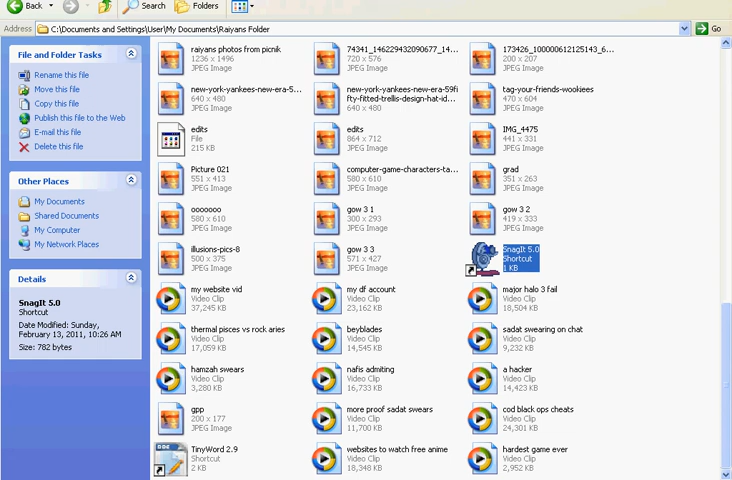 Back
Search
Folders
Address
C:\Documents and Settings\User\My Documents\Raiyans Folder
Go
File and Folder Tasks
Rename this file
Move this file
Copy this file
Publish this file to the Web
E-mail this file
Delete this file
Other Places
My Documents
Shared Documents
My Computer
My Network Places
Details
SnagIt 5.0
Shortcut
Date Modified: Sunday,
February 13, 2011, 10:26 AM
Size: 782 bytes
raiyans photos from picnik
1236 x 1496
JPEG Image
74341_146229432090677_14...
720 x 576
JPEG Image
173426_100000612125143_6...
200 x 207
JPEG Image
new-york-yankees-new-era-5...
640 x 480
JPEG Image
new-york-yankees-new-era-59fi
fty-fitted-trellis-design-hat-id...
640 x 480
tag-your-friends-wookiees
470 x 604
JPEG Image
edits
File
215 KB
edits
864 x 712
JPEG Image
IMG_4475
441 x 331
JPEG Image
Picture 021
551 x 413
JPEG Image
computer-game-characters-ta...
580 x 610
JPEG Image
grad
351 x 263
JPEG Image
ooooooo
580 x 610
JPEG Image
gow 3 1
300 x 293
JPEG Image
gow 3 2
419 x 333
JPEG Image
illusions-pics-8
500 x 375
JPEG Image
gow 3 3
571 x 427
JPEG Image
SnagIt 5.0
Shortcut
1 KB
my website vid
Video Clip
37,245 KB
my df account
Video Clip
23,162 KB
major halo 3 fail
Video Clip
18,504 KB
thermal pisces vs rock aries
Video Clip
17,059 KB
beyblades
Video Clip
14,545 KB
sadat swearing on chat
Video Clip
9,232 KB
hamzah swears
Video Clip
3,280 KB
nafis admiting
Video Clip
16,733 KB
a hacker
Video Clip
14,423 KB
gpp
200 x 177
JPEG Image
more proof sadat swears
Video Clip
11,700 KB
cod black ops cheats
Video Clip
24,301 KB
TinyWord 2.9
Shortcut
2 KB
websites to watch free anime
Video Clip
18,348 KB
hardest game ever
Video Clip
2,952 KB